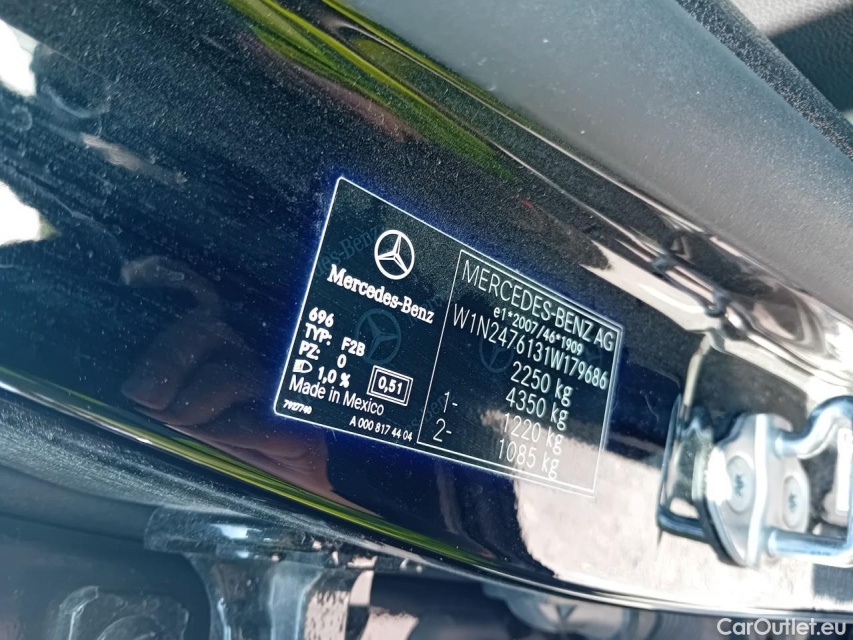 Mercedes-Benz
696
TYP: F2B
PZ: 0
1,0 %
0,51
Made in Mexico
7917740
A 000 817 44 04
MERCEDES-BENZ AG
e1*2007/46*1909
W1N2476131W179686
2250 kg
4350 kg
1- 1220 kg
2- 1085 kg
CarOutlet.eu